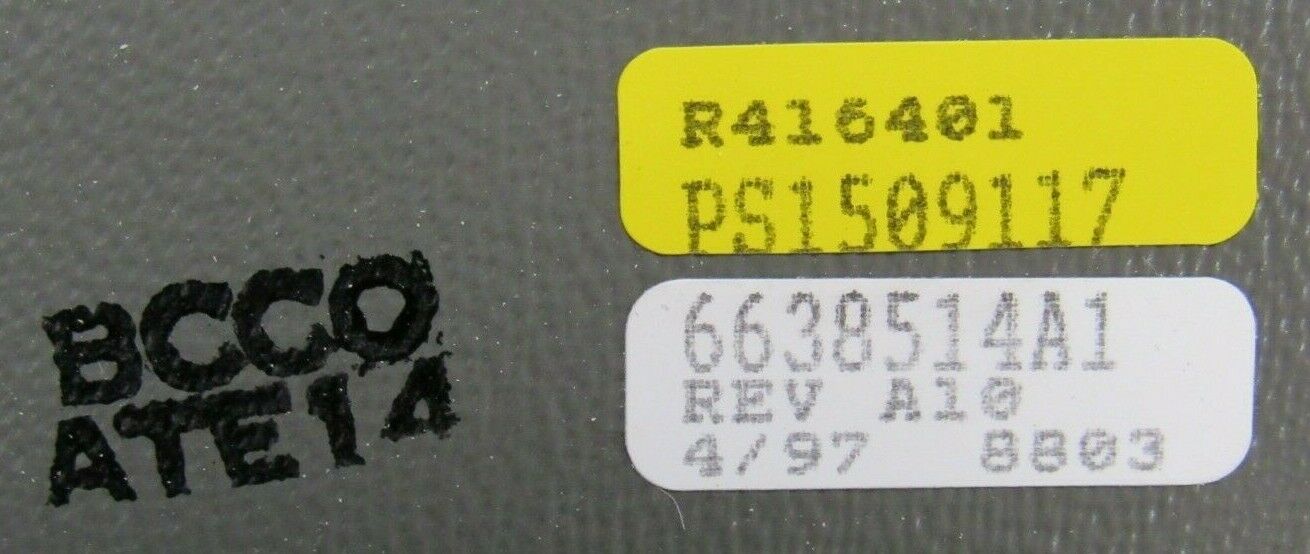 R416401
PS1509117
6638514A1
REV A10
4/97 8803
BCCO
ATE14